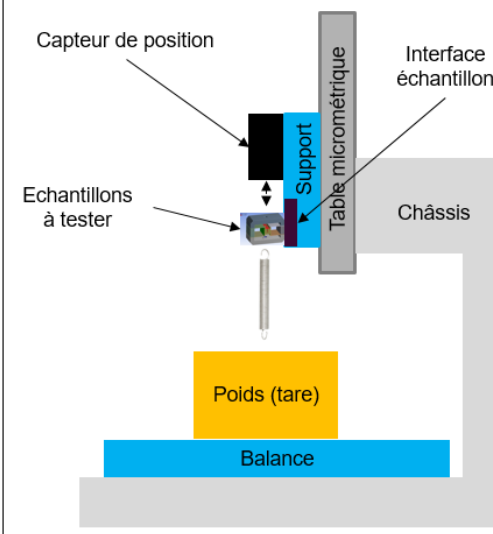 Capteur de position
Interface
échantillon
Table micrométrique
Support
Echantillons
à tester
Châssis
Poids (tare)
Balance